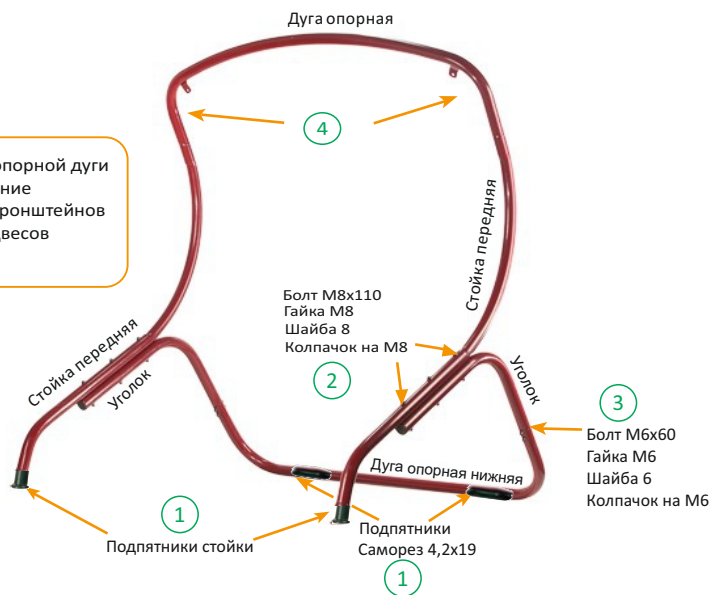 Дуга опорная
4
опорной дуги
ние
ронштейнов
весов
Стойка передняя
Болт М8х110
Гайка М8
Шайба 8
Колпачок на М8
2
Стойка передняя
Уголок
Уголок
3
Болт М6х60
Гайка М6
Шайба 6
Колпачок на М6
Дуга опорная нижняя
1
Подпятники стойки
Подпятники
Саморез 4,2х19
1